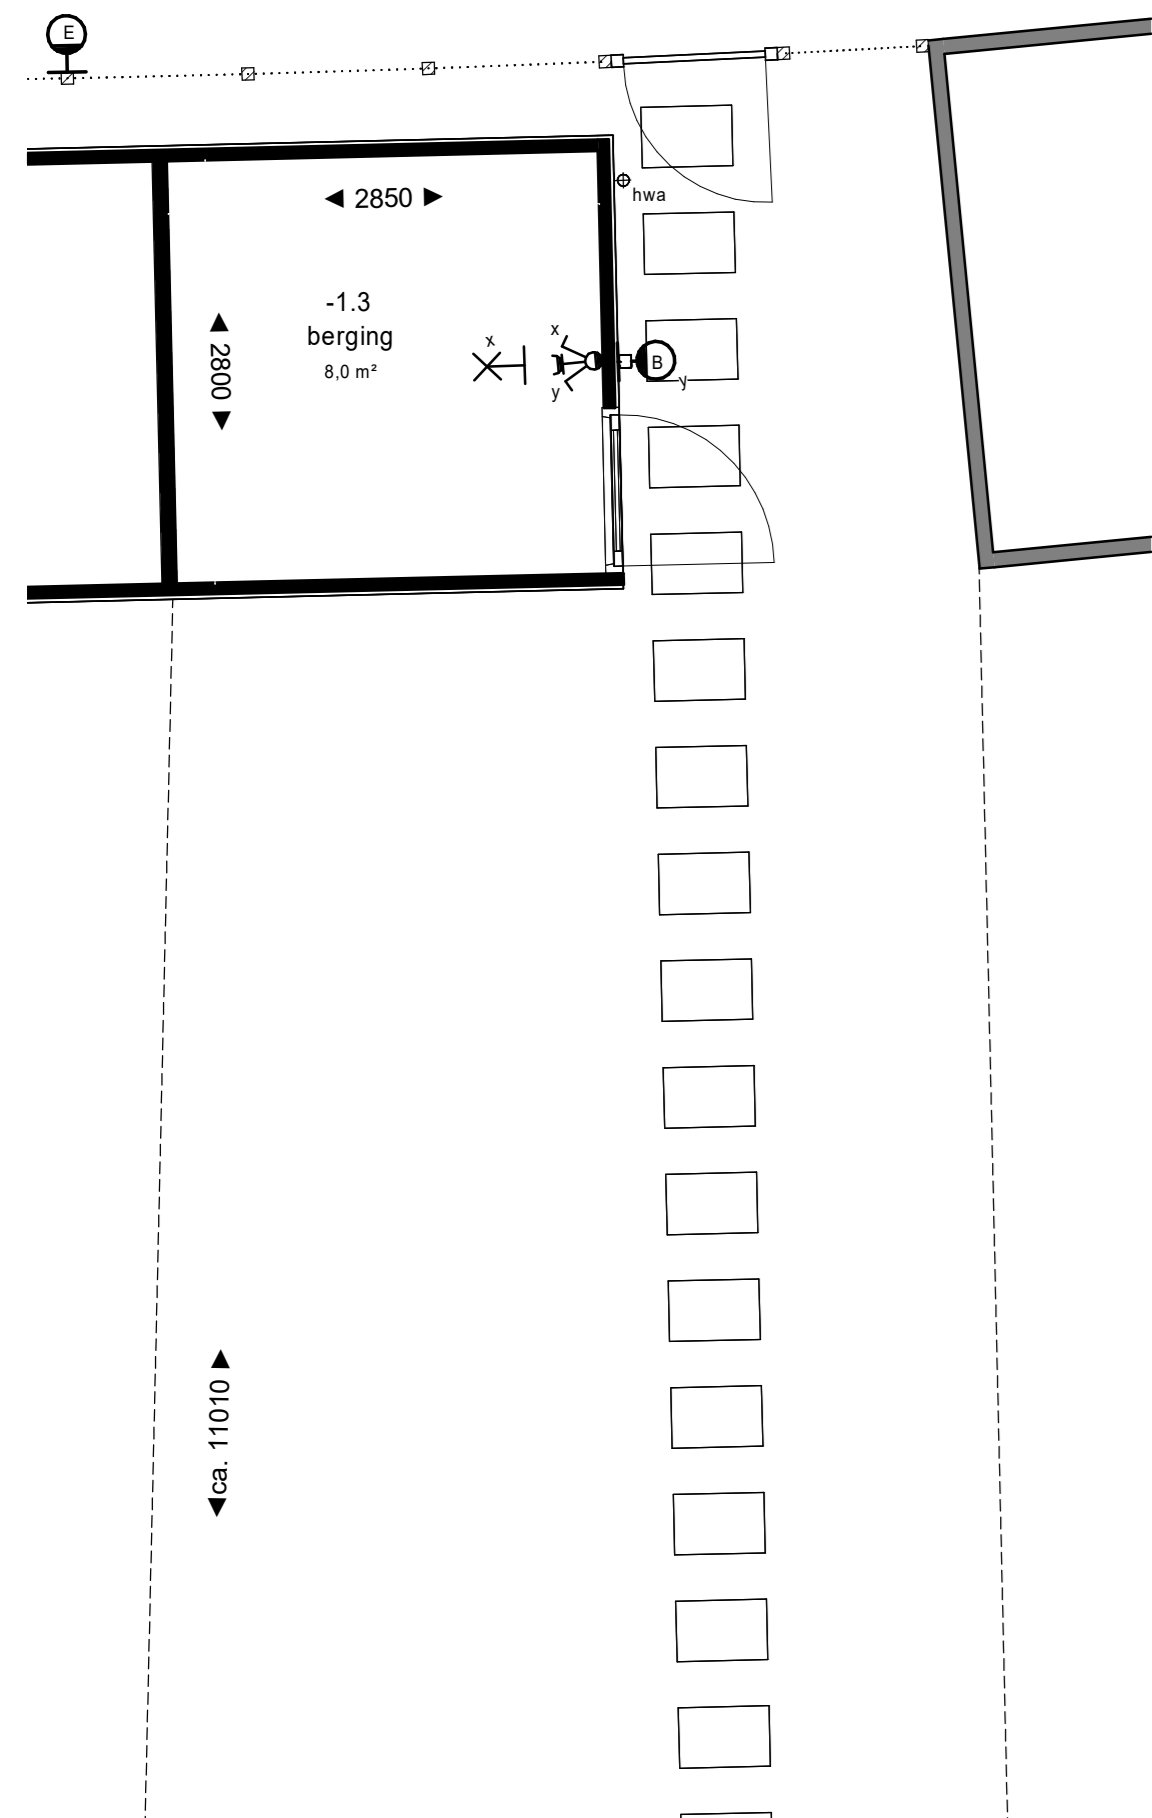 E
◄ 2850 ►
hwa
-1.3
berging
8,0 m²
◄ 2800 ►
x
x
y
B
y
◄ca. 11010 ►